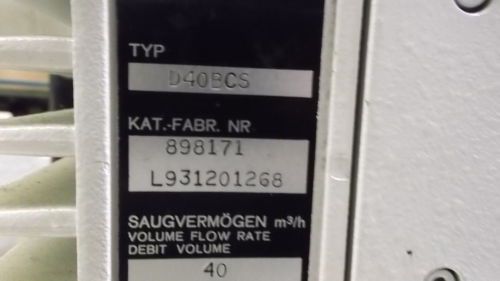 TYP
D40BCS
KAT.-FABR. NR
898171
L931201268
SAUGVERMÖGEN m³/h
VOLUME FLOW RATE
DEBIT VOLUME
40